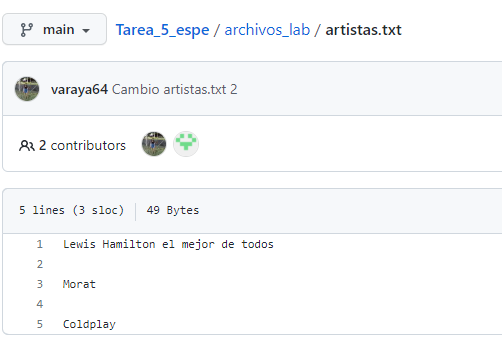 main
Tarea_5_espe / archivos_lab / artistas.txt
varaya64 Cambio artistas.txt 2
2 contributors
5 lines (3 sloc) 49 Bytes
1 Lewis Hamilton el mejor de todos
2
3 Morat
4
5 Coldplay